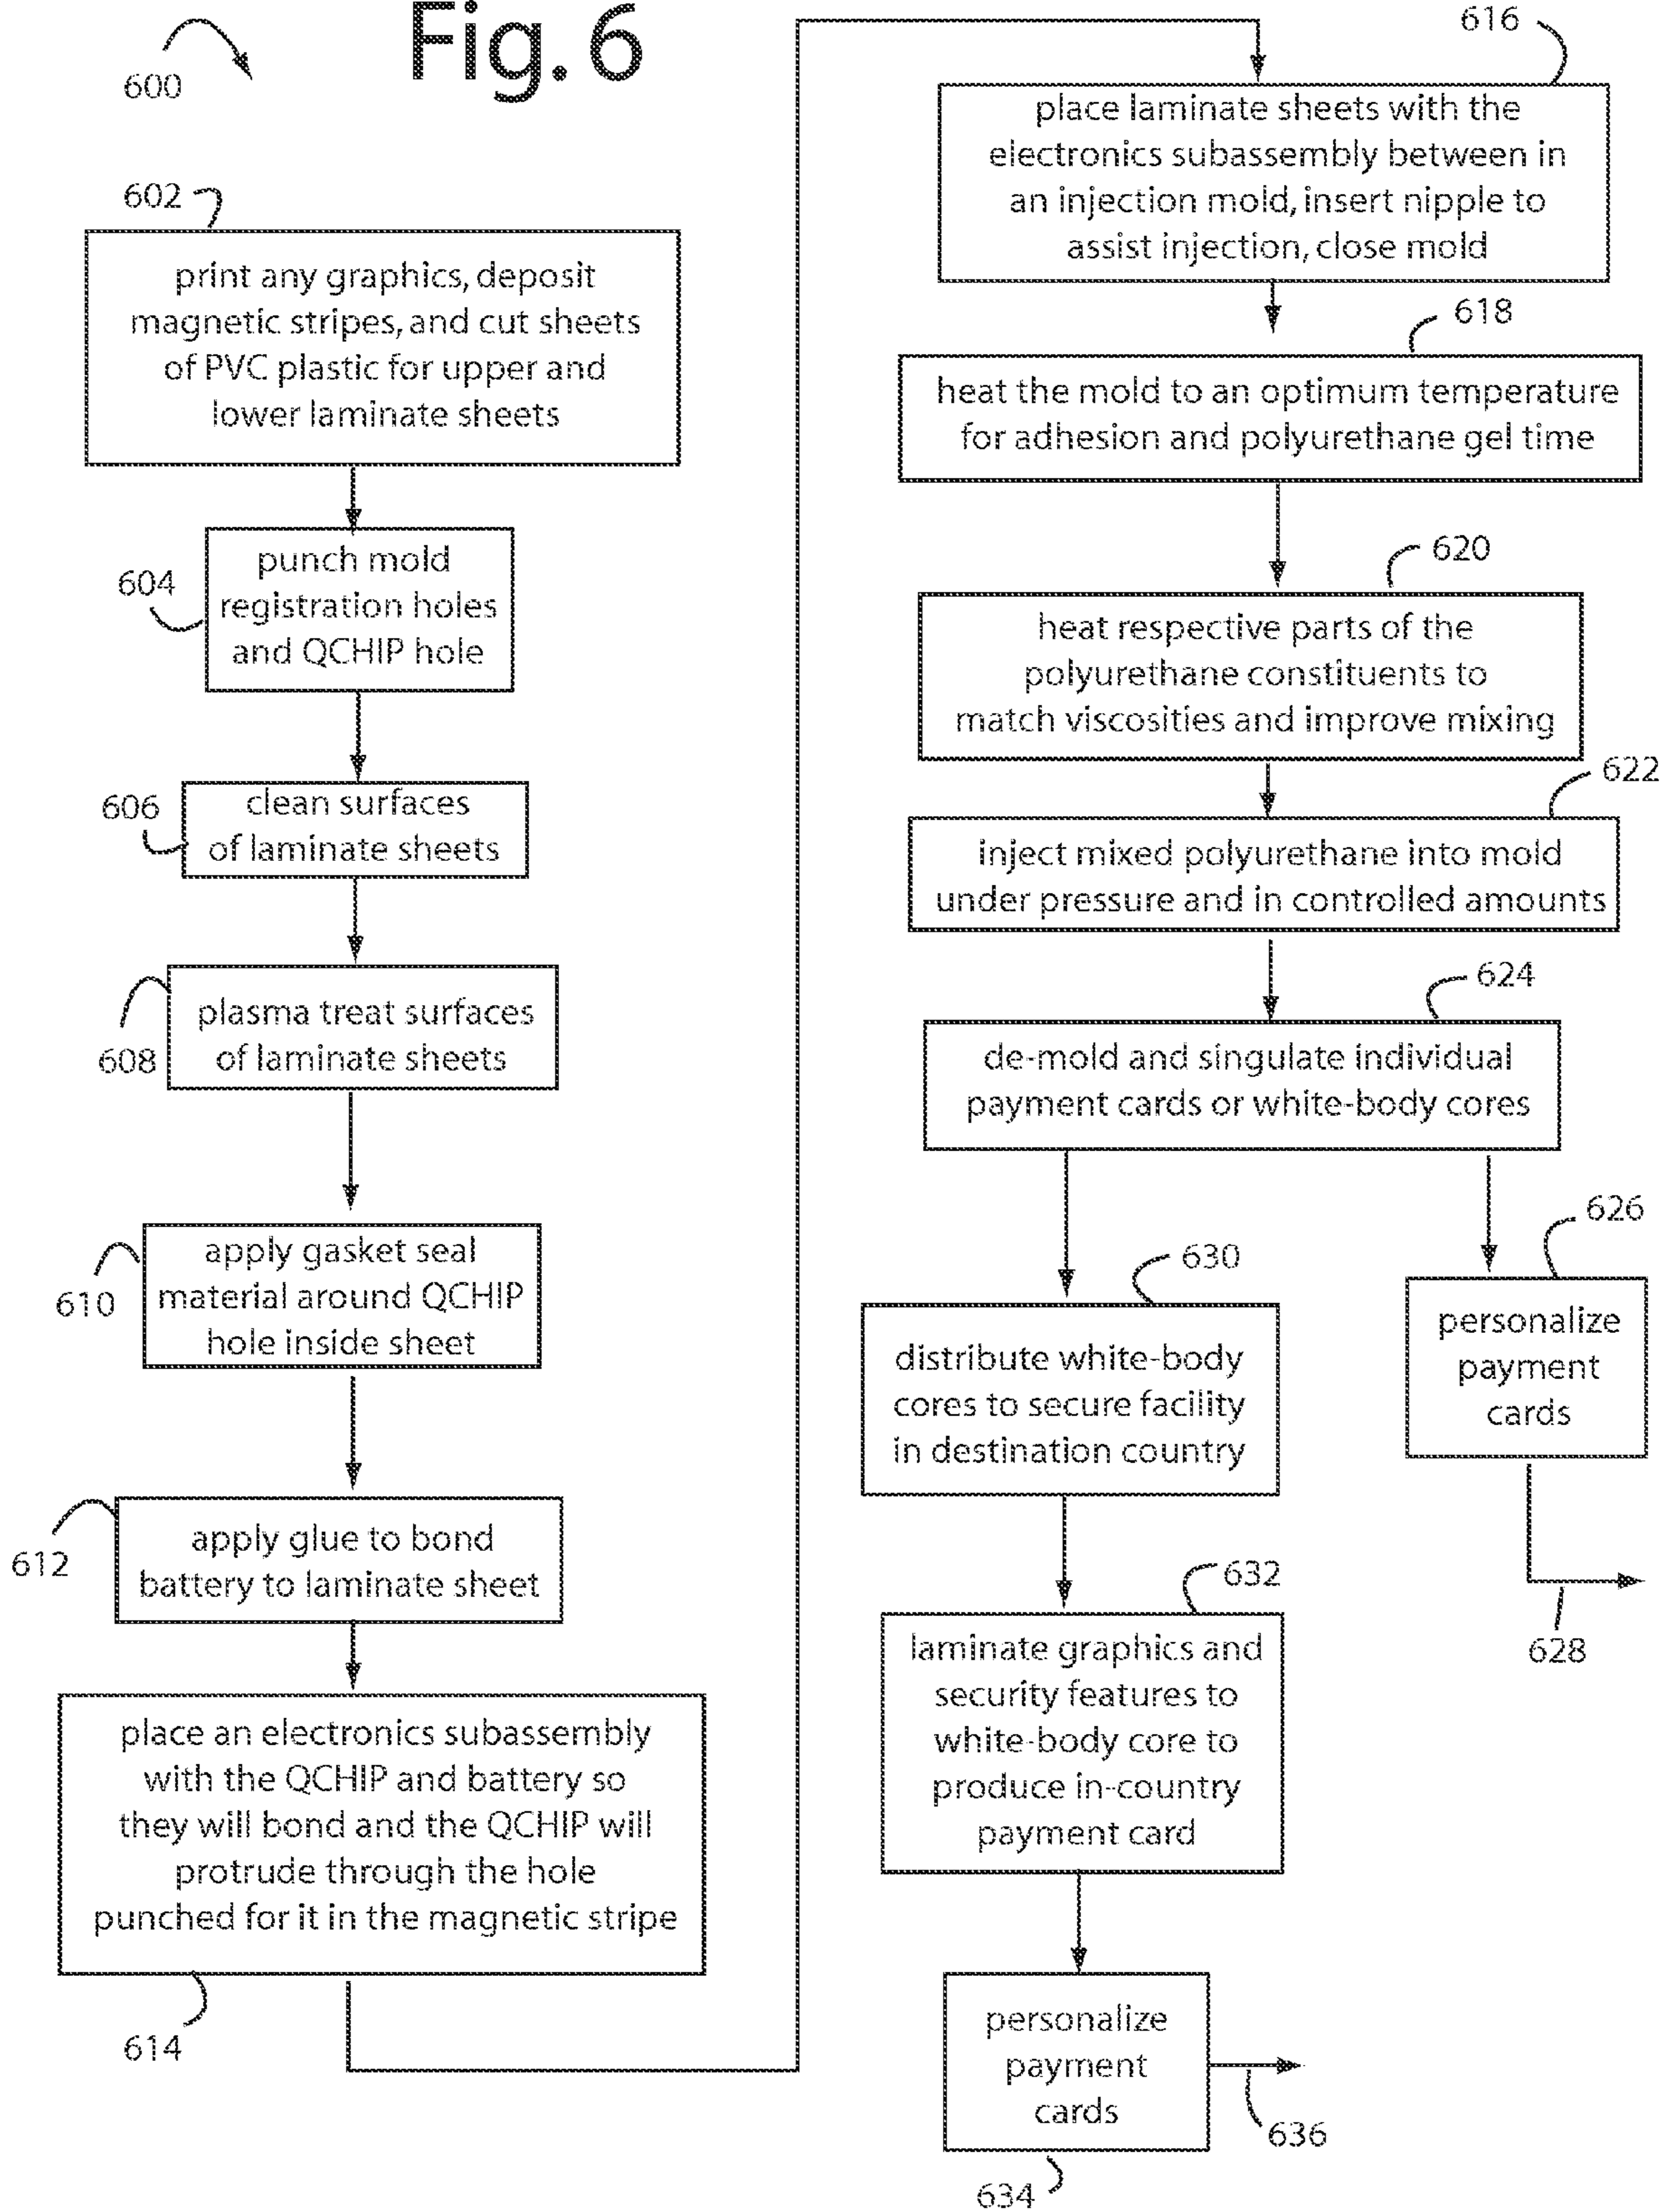 Fig. 6
600
602
print any graphics, deposit
magnetic stripes, and cut sheets
of PVC plastic for upper and
lower laminate sheets
604
punch mold
registration holes
and QCHIP hole
606
clean surfaces
of laminate sheets
608
plasma treat surfaces
of laminate sheets
610
apply gasket seal
material around QCHIP
hole inside sheet
612
apply glue to bond
battery to laminate sheet
place an electronics subassembly
with the QCHIP and battery so
they will bond and the QCHIP will
protrude through the hole
punched for it in the magnetic stripe
614
616
place laminate sheets with the
electronics subassembly between in
an injection mold, insert nipple to
assist injection, close mold
618
heat the mold to an optimum temperature
for adhesion and polyurethane gel time
620
heat respective parts of the
polyurethane constituents to
match viscosities and improve mixing
622
inject mixed polyurethane into mold
under pressure and in controlled amounts
624
de-mold and singulate individual
payment cards or white-body cores
626
personalize
payment
cards
628
630
distribute white-body
cores to secure facility
in destination country
632
laminate graphics and
security features to
white-body core to
produce in-country
payment card
personalize
payment
cards
636
634